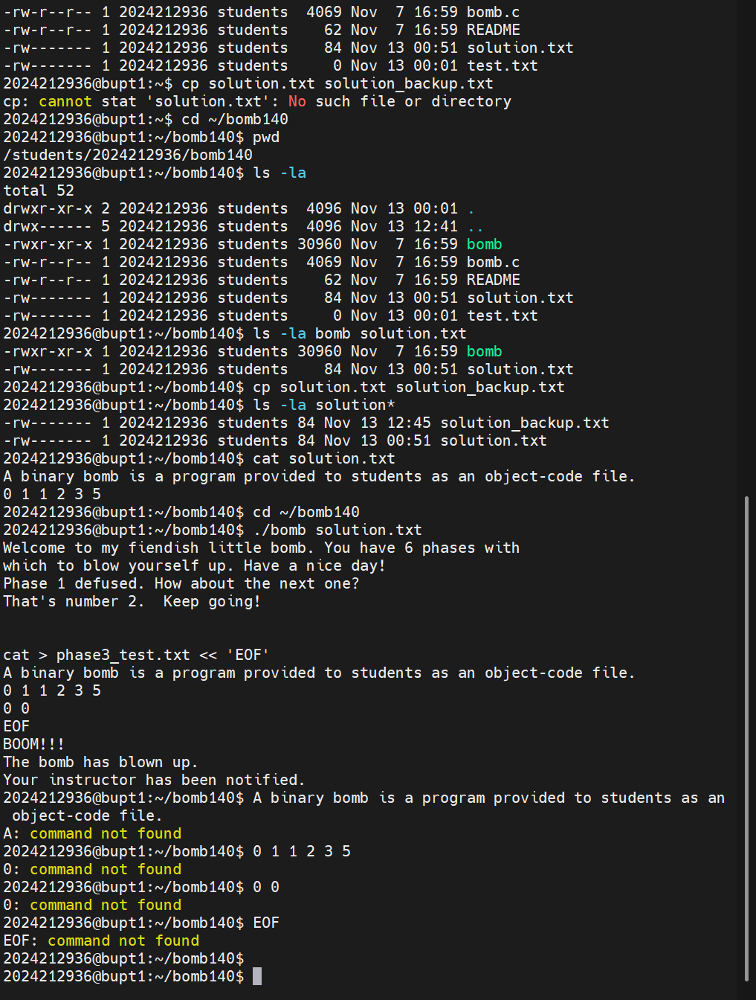 -rw-r--r-- 1 2024212936 students  4069 Nov  7 16:59 bomb.c
-rw-r--r-- 1 2024212936 students    62 Nov  7 16:59 README
-rw------- 1 2024212936 students    84 Nov 13 00:51 solution.txt
-rw------- 1 2024212936 students     0 Nov 13 00:01 test.txt
2024212936@bupt1:~$ cp solution.txt solution_backup.txt
cp: cannot stat 'solution.txt': No such file or directory
2024212936@bupt1:~$ cd ~/bomb140
2024212936@bupt1:~/bomb140$ pwd
/students/2024212936/bomb140
2024212936@bupt1:~/bomb140$ ls -la
total 52
drwxr-xr-x 2 2024212936 students  4096 Nov 13 00:01 .
drwx------ 5 2024212936 students  4096 Nov 13 12:41 ..
-rwxr-xr-x 1 2024212936 students 30960 Nov  7 16:59 bomb
-rw-r--r-- 1 2024212936 students  4069 Nov  7 16:59 bomb.c
-rw-r--r-- 1 2024212936 students    62 Nov  7 16:59 README
-rw------- 1 2024212936 students    84 Nov 13 00:51 solution.txt
-rw------- 1 2024212936 students     0 Nov 13 00:01 test.txt
2024212936@bupt1:~/bomb140$ ls -la bomb solution.txt
-rwxr-xr-x 1 2024212936 students 30960 Nov  7 16:59 bomb
-rw------- 1 2024212936 students    84 Nov 13 00:51 solution.txt
2024212936@bupt1:~/bomb140$ cp solution.txt solution_backup.txt
2024212936@bupt1:~/bomb140$ ls -la solution*
-rw------- 1 2024212936 students 84 Nov 13 12:45 solution_backup.txt
-rw------- 1 2024212936 students 84 Nov 13 00:51 solution.txt
2024212936@bupt1:~/bomb140$ cat solution.txt
A binary bomb is a program provided to students as an object-code file.
0 1 1 2 3 5
2024212936@bupt1:~/bomb140$ cd ~/bomb140
2024212936@bupt1:~/bomb140$ ./bomb solution.txt
Welcome to my fiendish little bomb. You have 6 phases with
which to blow yourself up. Have a nice day!
Phase 1 defused. How about the next one?
That's number 2.  Keep going!
cat > phase3_test.txt << 'EOF'
A binary bomb is a program provided to students as an object-code file.
0 1 1 2 3 5
0 0
EOF
BOOM!!!
The bomb has blown up.
Your instructor has been notified.
2024212936@bupt1:~/bomb140$ A binary bomb is a program provided to students as an
 object-code file.
A: command not found
2024212936@bupt1:~/bomb140$ 0 1 1 2 3 5
0: command not found
2024212936@bupt1:~/bomb140$ 0 0
0: command not found
2024212936@bupt1:~/bomb140$ EOF
EOF: command not found
2024212936@bupt1:~/bomb140$
2024212936@bupt1:~/bomb140$